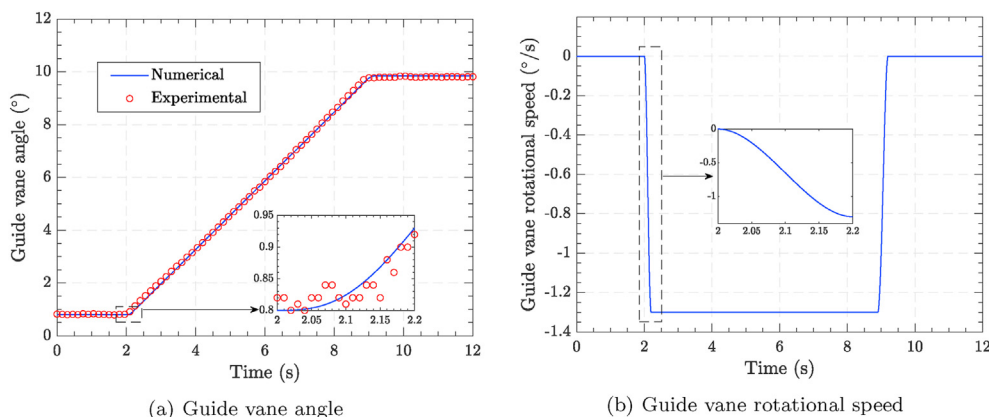 12
10
8
6
4
2
0
Guide vane angle (°)
Numerical
Experimental
0.95
0.9
0.85
0.8
2 2.05 2.1 2.15 2.2
0 2 4 6 8 10 12
Time (s)
(a) Guide vane angle
0
-0.2
-0.4
-0.6
-0.8
-1
-1.2
-1.4
Guide vane rotational speed (°/s)
0
-0.5
-1
2 2.05 2.1 2.15 2.2
0 2 4 6 8 10 12
Time (s)
(b) Guide vane rotational speed